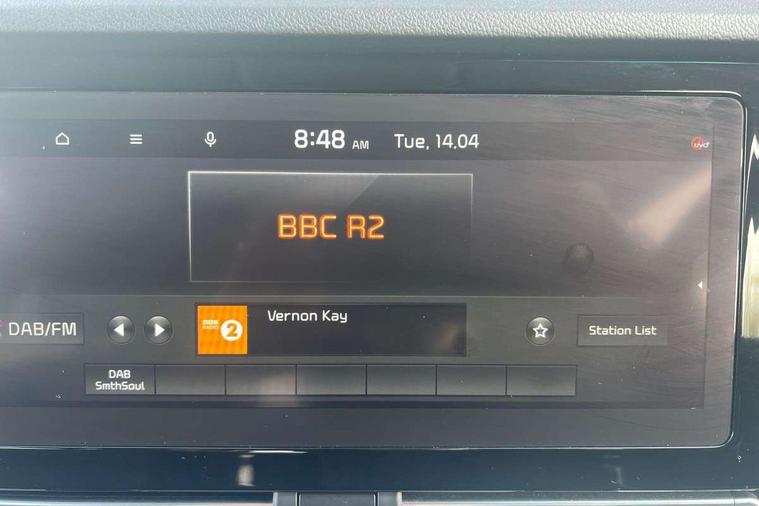 8:48 AM Tue, 14.04
uvo
BBC R2
DAB/FM
BBC
RADIO 2
Vernon Kay
Station List
DAB
SmthSoul